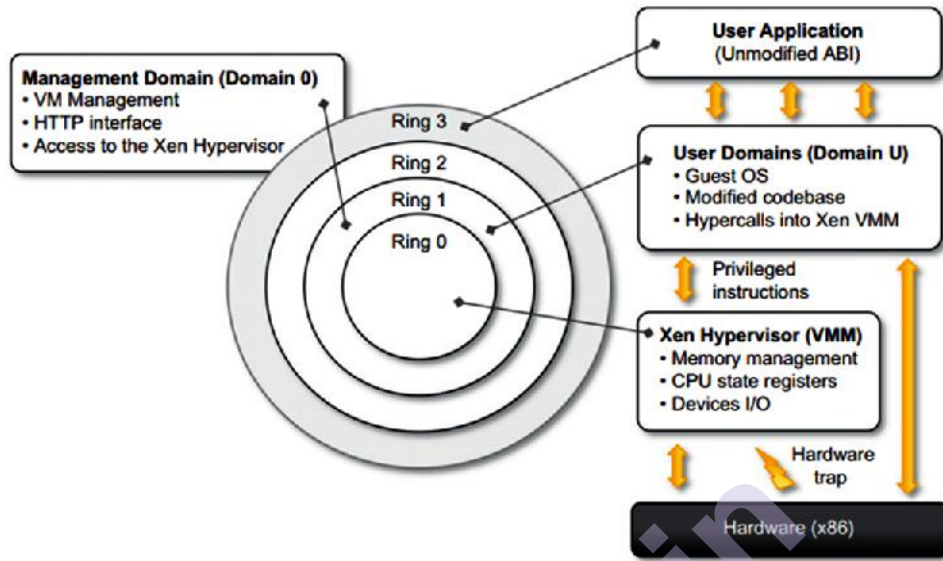 Management Domain (Domain 0)
• VM Management
• HTTP interface
• Access to the Xen Hypervisor
Ring 3
Ring 2
Ring 1
Ring 0
User Application
(Unmodified ABI)
User Domains (Domain U)
• Guest OS
• Modified codebase
• Hypercalls into Xen VMM
Privileged
instructions
Xen Hypervisor (VMM)
• Memory management
• CPU state registers
• Devices I/O
Hardware
trap
Hardware (x86)
in